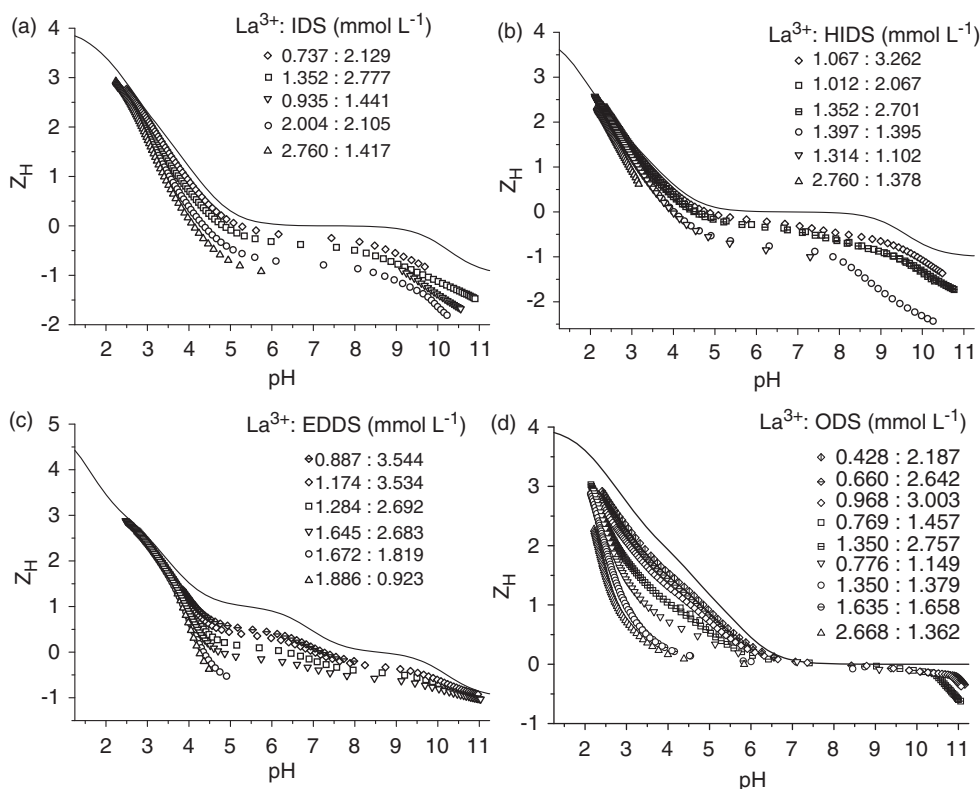 (a)
La³⁺: IDS (mmol L⁻¹)
0.737 : 2.129
1.352 : 2.777
0.935 : 1.441
2.004 : 2.105
2.760 : 1.417
4
3
2
1
0
-1
-2
Z_H
2 3 4 5 6 7 8 9 10 11
pH
(b)
La³⁺: HIDS (mmol L⁻¹)
1.067 : 3.262
1.012 : 2.067
1.352 : 2.701
1.397 : 1.395
1.314 : 1.102
2.760 : 1.378
4
3
2
1
0
-1
-2
Z_H
2 3 4 5 6 7 8 9 10 11
pH
(c)
La³⁺: EDDS (mmol L⁻¹)
0.887 : 3.544
1.174 : 3.534
1.284 : 2.692
1.645 : 2.683
1.672 : 1.819
1.886 : 0.923
5
4
3
2
1
0
-1
Z_H
2 3 4 5 6 7 8 9 10 11
pH
(d)
La³⁺: ODS (mmol L⁻¹)
0.428 : 2.187
0.660 : 2.642
0.968 : 3.003
0.769 : 1.457
1.350 : 2.757
0.776 : 1.149
1.350 : 1.379
1.635 : 1.658
2.668 : 1.362
4
3
2
1
0
-1
Z_H
2 3 4 5 6 7 8 9 10 11
pH